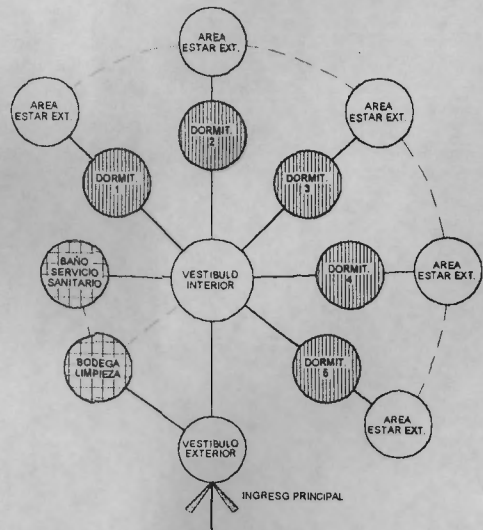 AREA
ESTAR EXT.
AREA
ESTAR EXT.
AREA
ESTAR EXT.
DORMIT.
2
DORMIT.
1
DORMIT.
3
BAÑO
SERVICIO
SANITARIO
VESTIBULO
INTERIOR
DORMIT.
4
AREA
ESTAR EXT.
BODEGA
LIMPIEZA
DORMIT.
5
AREA
ESTAR EXT.
VESTIBULO
EXTERIOR
INGRESO PRINCIPAL